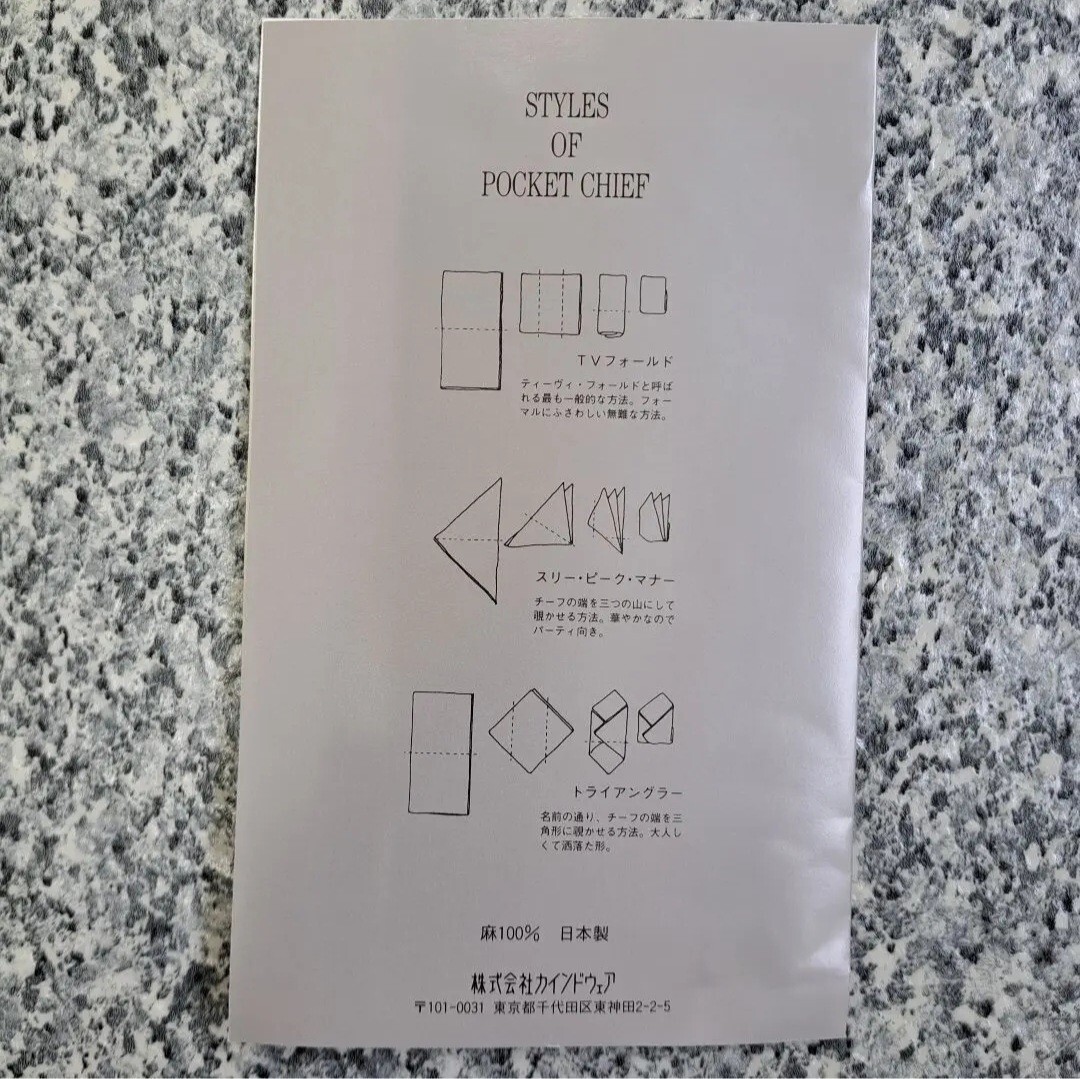 STYLES
OF
POCKET CHIEF
TVフォールド
ティーヴィ・フォールドと呼ば
れる最も一般的な方法。フォー
マルにふさわしい無難な方法。
スリー・ピーク・マナー
チーフの端を三つの山にして
覗かせる方法。華やかなので
パーティ向き。
トライアングラー
名前の通り、チーフの端を三
角形に覗かせる方法。大人し
くて洒落た形。
麻100% 日本製
株式会社カインドウェア
〒101-0031 東京都千代田区東神田2-2-5